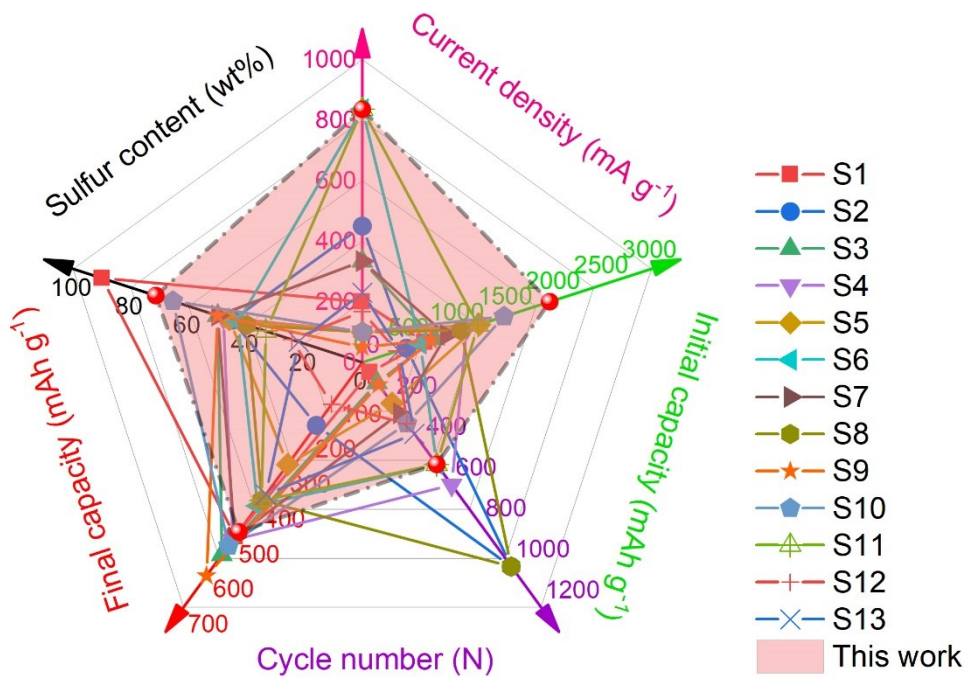 Current density (mA g⁻¹)
1000
800
600
400
200
0
Sulfur content (wt%)
100
80
60
40
20
0
Initial capacity (mAh g⁻¹)
500
1000
1500
2000
2500
3000
Final capacity (mAh g⁻¹)
100
200
300
400
500
600
700
Cycle number (N)
200
400
600
800
1000
1200
S1
S2
S3
S4
S5
S6
S7
S8
S9
S10
S11
S12
S13
This work